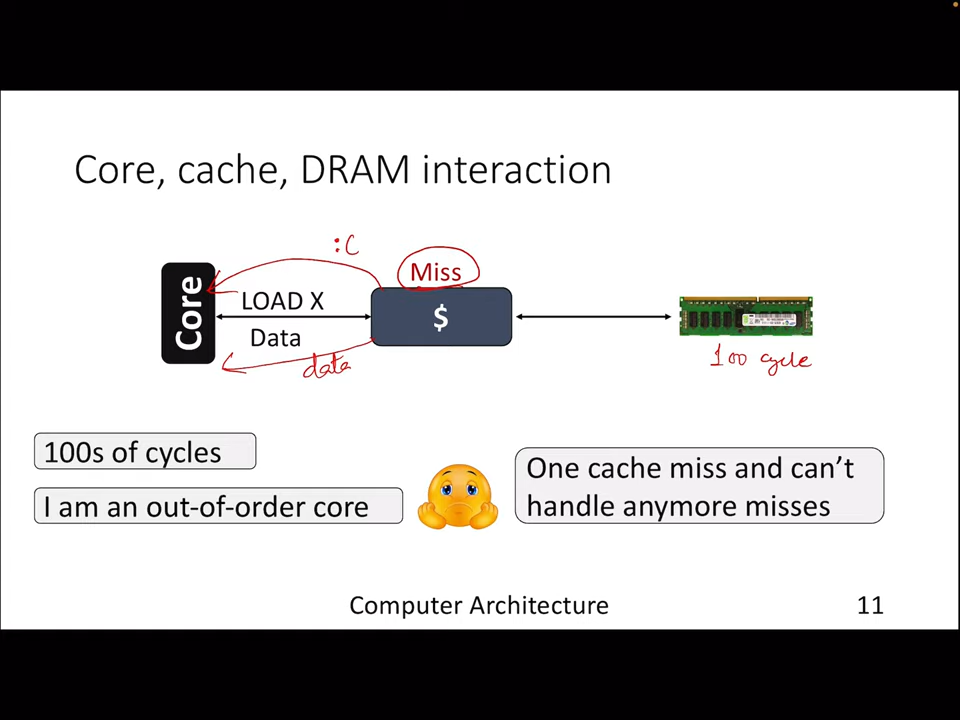 Core, cache, DRAM interaction
:C
Miss
Core
LOAD X
$
Data
data
100 cycle
100s of cycles
I am an out-of-order core
One cache miss and can’t
handle anymore misses
Computer Architecture
11